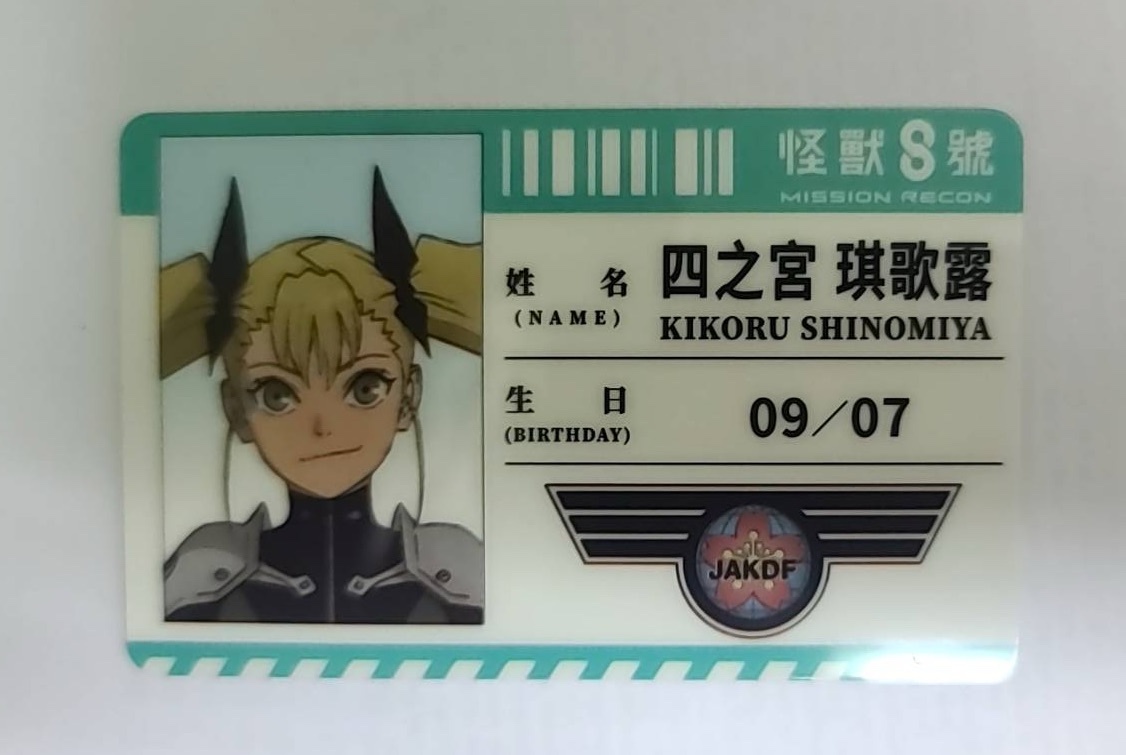 怪獸8號
MISSION RECON
姓 名 四之宮 琪歌露
(NAME) KIKORU SHINOMIYA
生 日 09/07
(BIRTHDAY)
JAKDF